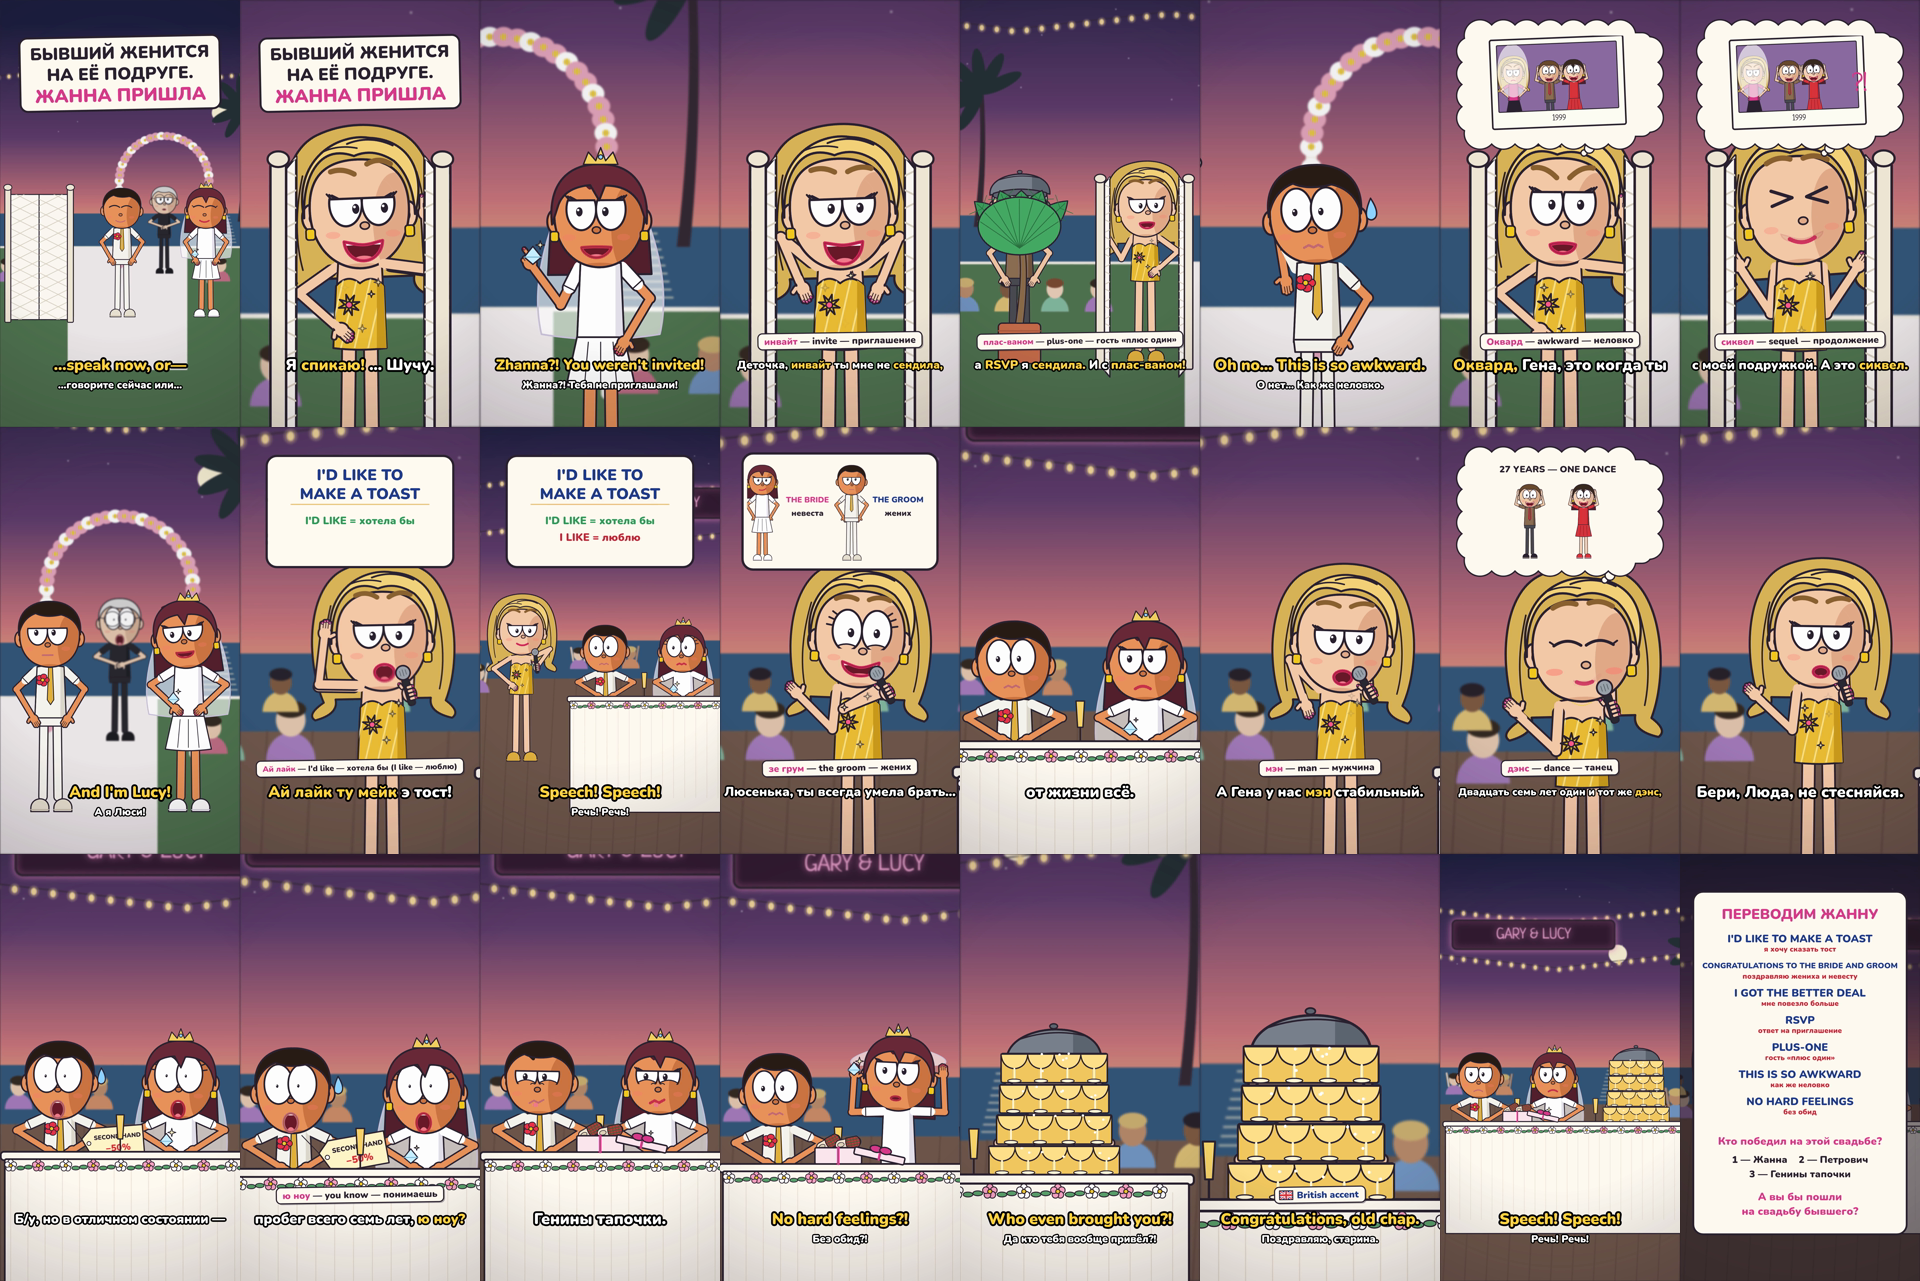 БЫВШИЙ ЖЕНИТСЯ
НА ЕЁ ПОДРУГЕ.
ЖАННА ПРИШЛА
...speak now, or—
...говорите сейчас или...
БЫВШИЙ ЖЕНИТСЯ
НА ЕЁ ПОДРУГЕ.
ЖАННА ПРИШЛА
Я спикаю! ... Шучу.
Zhanna?! You weren't invited!
Жанна?! Тебя не приглашали!
инвайт — invite — приглашение
Деточка, инвайт ты мне не сендила,
плас-ваном — plus-one — гость «плюс один»
а RSVP я сендила. И с плас-ваном!
Oh no... This is so awkward.
О нет... Как же неловко.
1999
Оквард — awkward — неловко
Оквард, Гена, это когда ты
1999
?!
сиквел — sequel — продолжение
с моей подружкой. А это сиквел.
And I'm Lucy!
А я Люси!
I'D LIKE TO
MAKE A TOAST
I'D LIKE = хотела бы
Ай лайк — I'd like — хотела бы (I like — люблю)
Ай лайк ту мейк э тост!
I'D LIKE TO
MAKE A TOAST
I'D LIKE = хотела бы
I LIKE = люблю
Y
Speech! Speech!
Речь! Речь!
THE BRIDE
невеста
THE GROOM
жених
зе грум — the groom — жених
Люсенька, ты всегда умела брать...
от жизни всё.
мэн — man — мужчина
А Гена у нас мэн стабильный.
27 YEARS — ONE DANCE
дэнс — dance — танец
Двадцать семь лет один и тот же дэнс,
Бери, Люда, не стесняйся.
GARY & LUCY
SECOND HAND
−50%
Б/у, но в отличном состоянии —
SECOND HAND
−50%
ю ноу — you know — понимаешь
пробег всего семь лет, ю ноу?
GARY & LUCY
Генины тапочки.
GARY & LUCY
No hard feelings?!
Без обид?!
Who even brought you?!
Да кто тебя вообще привёл?!
British accent
Congratulations, old chap.
Поздравляю, старина.
GARY & LUCY
Speech! Speech!
Речь! Речь!
ПЕРЕВОДИМ ЖАННУ
I'D LIKE TO MAKE A TOAST
я хочу сказать тост
CONGRATULATIONS TO THE BRIDE AND GROOM
поздравляю жениха и невесту
I GOT THE BETTER DEAL
мне повезло больше
RSVP
ответ на приглашение
PLUS-ONE
гость «плюс один»
THIS IS SO AWKWARD
как же неловко
NO HARD FEELINGS
без обид
Кто победил на этой свадьбе?
1 — Жанна 2 — Петрович
3 — Генины тапочки
А вы бы пошли
на свадьбу бывшего?